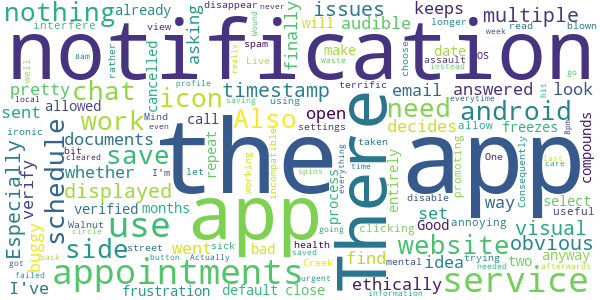 nothing
interfere
already
disappear
view
cancelled
asking
will
issues
audible
finally
keeps
longer
multiple
date
make
rather
read
OS
week
never
blown
notification
Wound
spam
really
Live
8am
assault
instead
choose
go
pretty
chat
icon
timestamp
terrific
email
answered
look
sent
allowed
Mind
even
well
Also
open
need
android
hit
everytime
schedule
work
call
settings
decides
freezes
allow
compounds
Especially
ironic
documents
save
local
cleared
bit
I'm
let
the app
There
repeat
saving
using
profile
incompatible
working
process
taken
everything
time
entirely
disable
promoting
Consequently
One
8pm
way
select
useful
verify
whether
displayed
use
app
spins
going
clicking
set
Good
annoying
visual
last
care
buggy
verified
months
Walnut
circle
street
side
went
sick
bad
health
saved
find
website
obvious
idea
trying
two
anyway
I've
back
got
failed
appointments
button
Actually
Creek
urgent
mental
ethically
needed
afterwards
service
frustration
default
close
information
waste